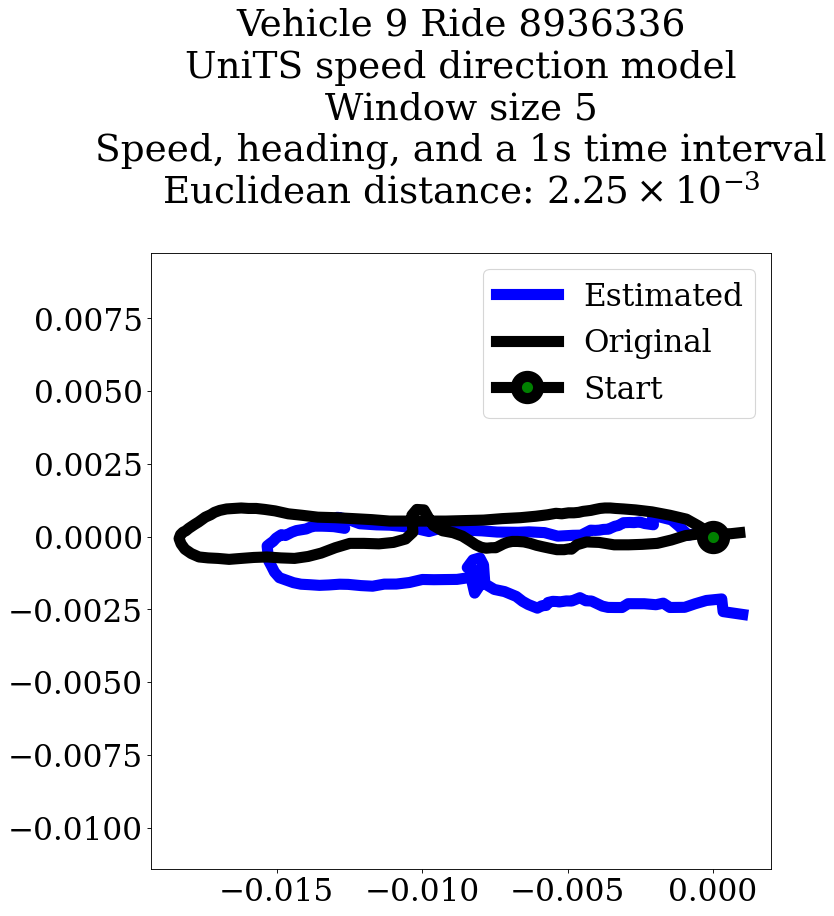 Vehicle 9 Ride 8936336
UniTS speed direction model
Window size 5
Speed, heading, and a 1s time interval
Euclidean distance: 2.25 × 10⁻³
Estimated
Original
Start
0.0075
0.0050
0.0025
0.0000
−0.0025
−0.0050
−0.0075
−0.0100
−0.015 −0.010 −0.005 0.000